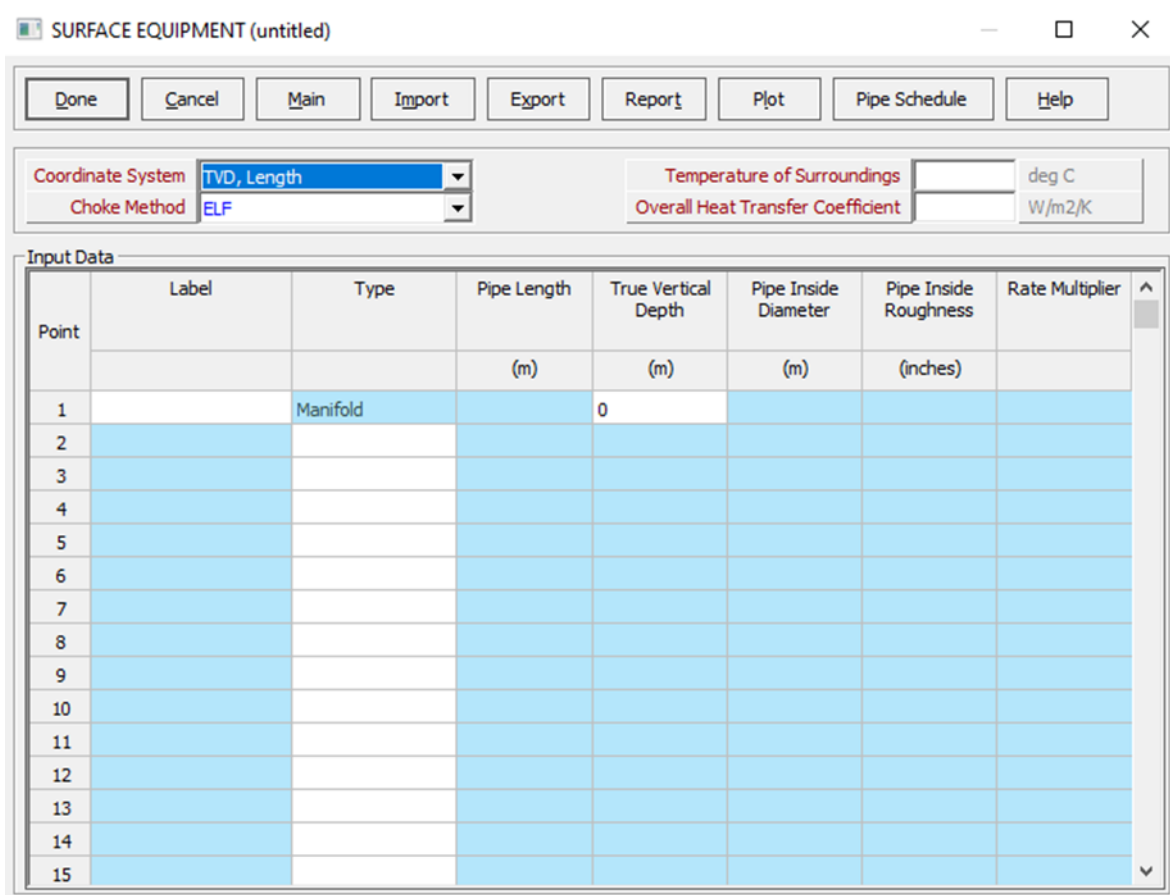 SURFACE EQUIPMENT (untitled)
Done Cancel Main Import Export Report Plot Pipe Schedule Help
Coordinate System TVD, Length Temperature of Surroundings deg C
Choke Method ELF Overall Heat Transfer Coefficient W/m2/K
Input Data
Point Label Type Pipe Length True Vertical Depth Pipe Inside Diameter Pipe Inside Roughness Rate Multiplier
(m) (m) (m) (inches)
1 Manifold 0
2
3
4
5
6
7
8
9
10
11
12
13
14
15